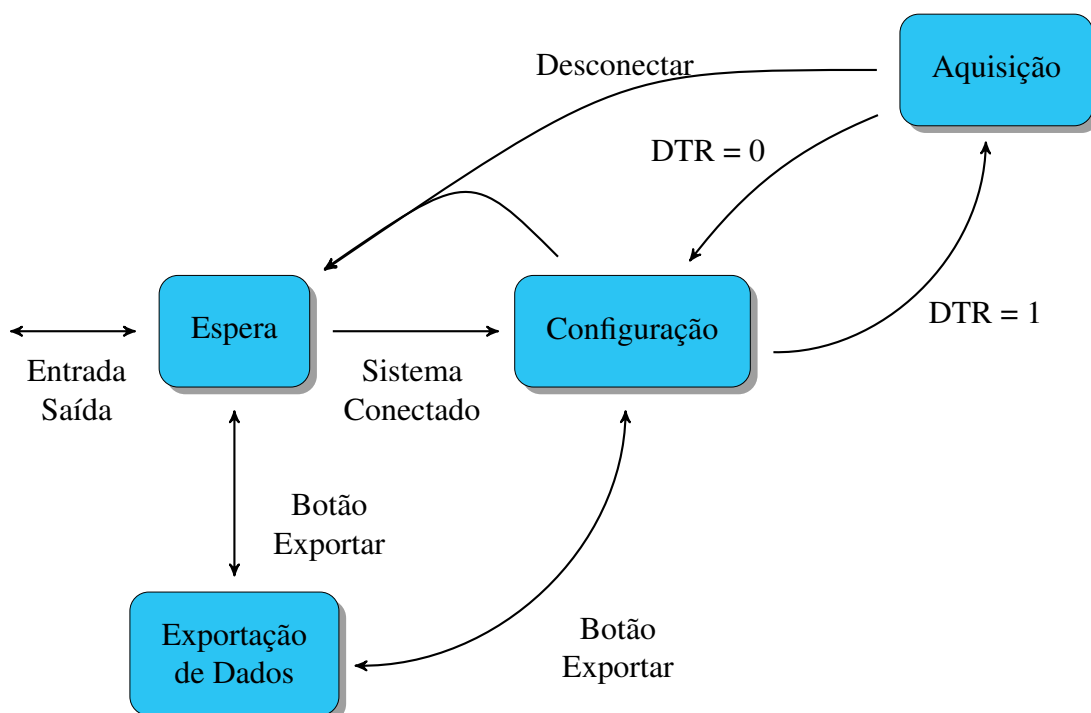 Aquisição
Desconectar
DTR = 0
Espera
Configuração
DTR = 1
Entrada
Saída
Sistema
Conectado
Botão
Exportar
Exportação
de Dados
Botão
Exportar